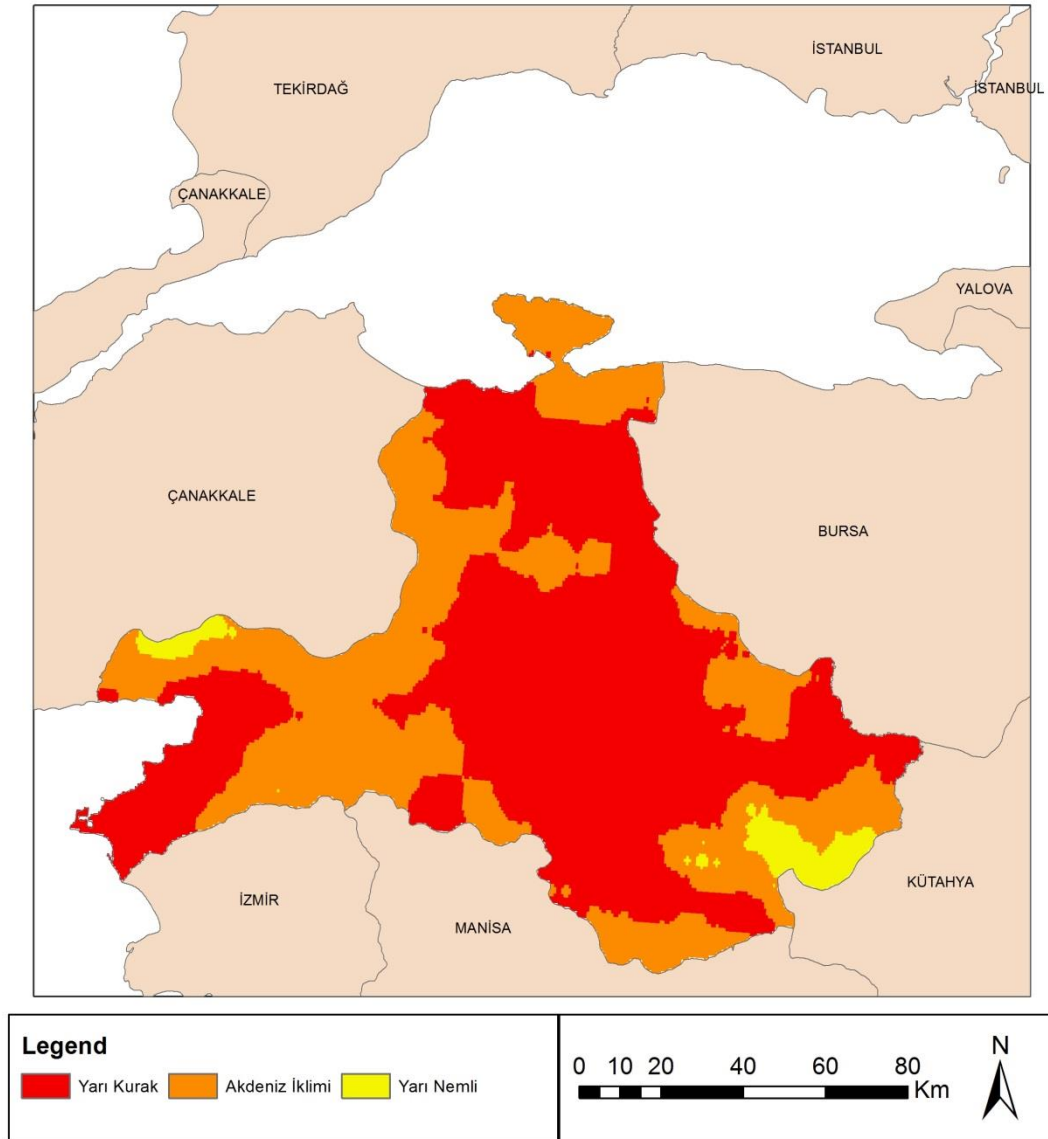 İSTANBUL
TEKİRDAĞ
İSTANBUL
ÇANAKKALE
YALOVA
ÇANAKKALE
BURSA
KÜTAHYA
İZMİR
MANİSA
Legend
Yarı Kurak Akdeniz İklimi Yarı Nemli
0 10 20 40 60 80
Km
N